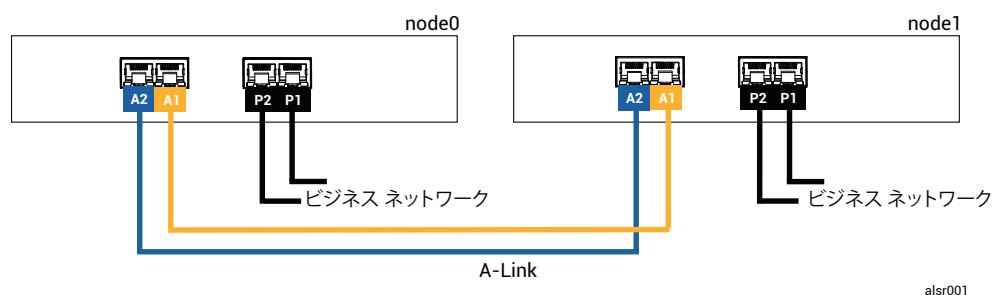 node0
node1
A2 A1 P2 P1
A2 A1 P2 P1
ビジネス ネットワーク
ビジネス ネットワーク
A-Link
alsr001